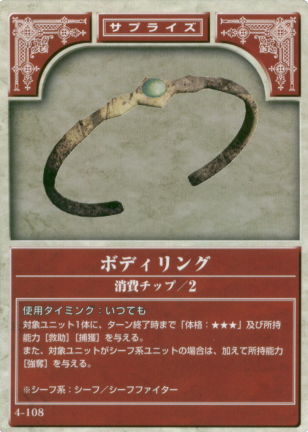 サプライズ
ボディリング
消費チップ／2
使用タイミング：いつても
対象ユニット1体に、ターン終了時まで「体格：★★★」及び所持
能力［救助］［捕獲］を与える。
また、対象ユニットがシーフ系ユニットの場合は、加えて所持能力
［強奪］を与える。
※シーフ系：シーフ／シーフファイター
4-108